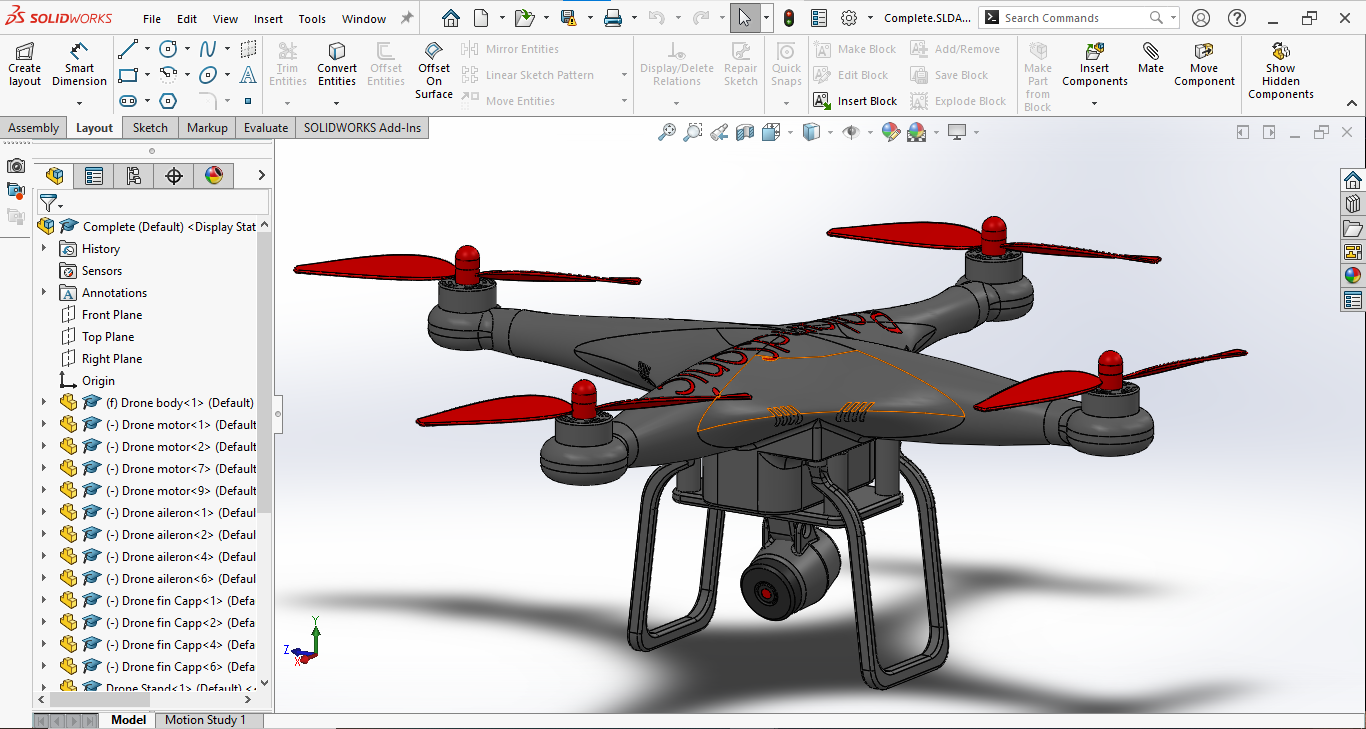 SOLIDWORKS File Edit View Insert Tools Window Complete.SLDA... Search Commands
Create layout
Smart Dimension
Trim Entities
Convert Entities
Offset Entities
Offset On Surface
Mirror Entities
Linear Sketch Pattern
Move Entities
Display/Delete Relations
Repair Sketch
Quick Snaps
Make Block
Edit Block
Insert Block
Add/Remove
Save Block
Explode Block
Make Part from Block
Insert Components
Mate
Move Component
Show Hidden Components
Assembly Layout Sketch Markup Evaluate SOLIDWORKS Add-Ins
Complete (Default) <Display Stat
History
Sensors
Annotations
Front Plane
Top Plane
Right Plane
Origin
(f) Drone body<1> (Default)
(-) Drone motor<1> (Default
(-) Drone motor<2> (Default
(-) Drone motor<7> (Default
(-) Drone motor<9> (Default
(-) Drone aileron<1> (Defaul
(-) Drone aileron<2> (Defaul
(-) Drone aileron<4> (Defaul
(-) Drone aileron<6> (Defaul
(-) Drone fin Capp<1> (Defa
(-) Drone fin Capp<2> (Defa
(-) Drone fin Capp<4> (Defa
(-) Drone fin Capp<6> (Defa
Drone Stand<1> (Default) <
Y
Z
X
Model Motion Study 1